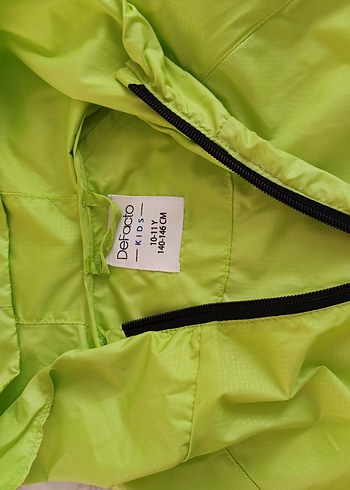 DeFacto
KIDS
10-11 Y
140-146 CM